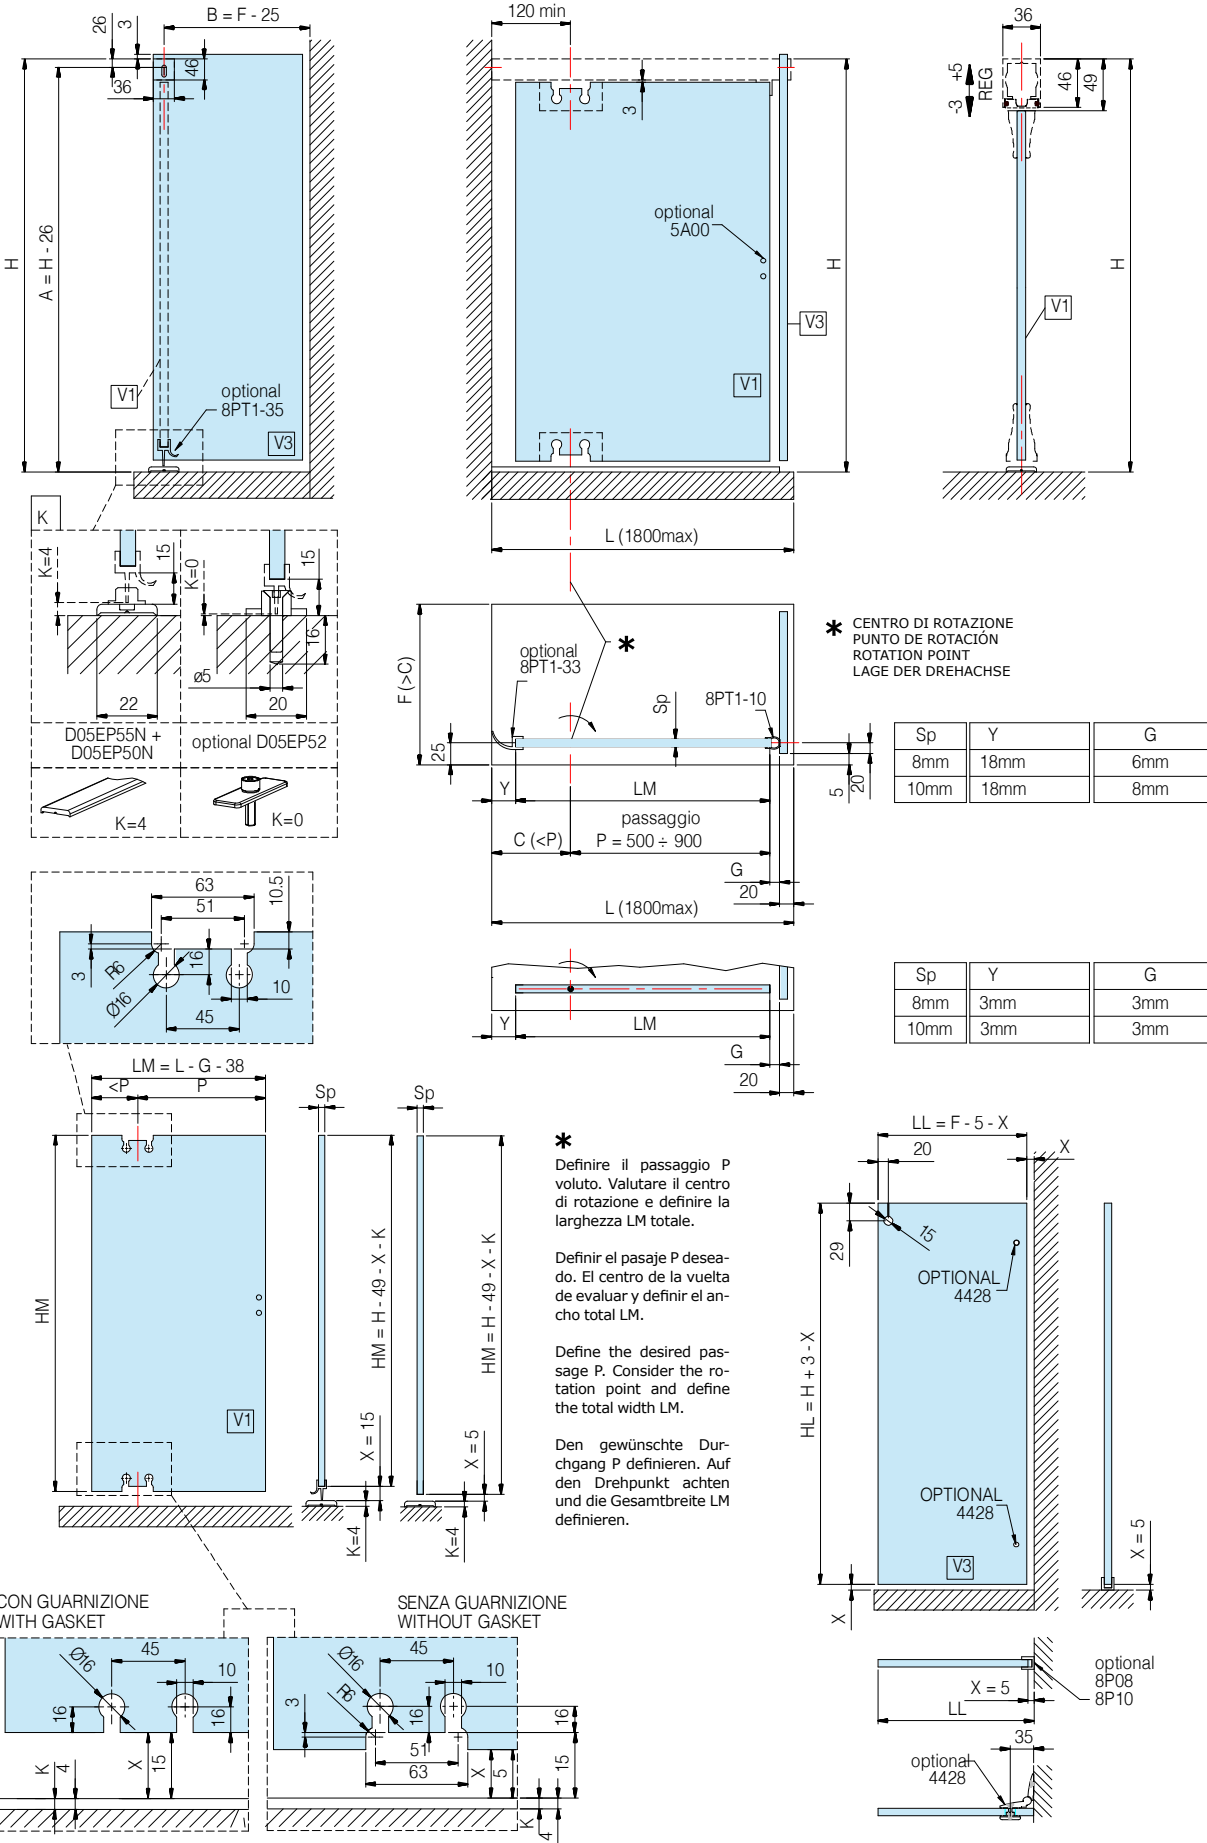 B = F - 25
26
3
46
36
H
A = H - 26
V1
optional
8PT1-35
V3
120 min
3
optional
5A00
H
V3
V1
L (1800max)
36
+5
-3
REG
46
49
V1
H
K
K=4
15
22
K=0
15
16
ø5
20
D05EP55N +
D05EP50N
optional D05EP52
K=4
K=0
F (>C)
optional
8PT1-33
*
Sp
8PT1-10
25
Y
LM
5
20
passaggio
C (<P)
P = 500 ÷ 900
G
20
L (1800max)
* CENTRO DI ROTAZIONE
PUNTO DE ROTACIÓN
ROTATION POINT
LAGE DER DREHACHSE
Sp Y G
8mm 18mm 6mm
10mm 18mm 8mm
63
51
10.5
3
R6
16
Ø16
10
45
Y
LM
G
20
Sp Y G
8mm 3mm 3mm
10mm 3mm 3mm
LM = L - G - 38
<P
P
HM
V1
Sp
Sp
HM = H - 49 - X - K
HM = H - 49 - X - K
X = 15
X = 5
K=4
K=4
*
Definire il passaggio P
voluto. Valutare il centro
di rotazione e definire la
larghezza LM totale.
Definir el pasaje P desea-
do. El centro de la vuelta
de evaluar y definir el an-
cho total LM.
Define the desired pas-
sage P. Consider the ro-
tation point and define
the total width LM.
Den gewünschte Dur-
chgang P definieren. Auf
den Drehpunkt achten
und die Gesamtbreite LM
definieren.
LL = F - 5 - X
20
X
29
15
OPTIONAL
4428
HL = H + 3 - X
OPTIONAL
4428
V3
X
X = 5
CON GUARNIZIONE
WITH GASKET
Ø16
45
10
16
16
X
15
K
4
SENZA GUARNIZIONE
WITHOUT GASKET
Ø16
45
10
3
R6
16
16
51
63
X
5
15
K
4
optional
8P08
8P10
X = 5
LL
35
optional
4428